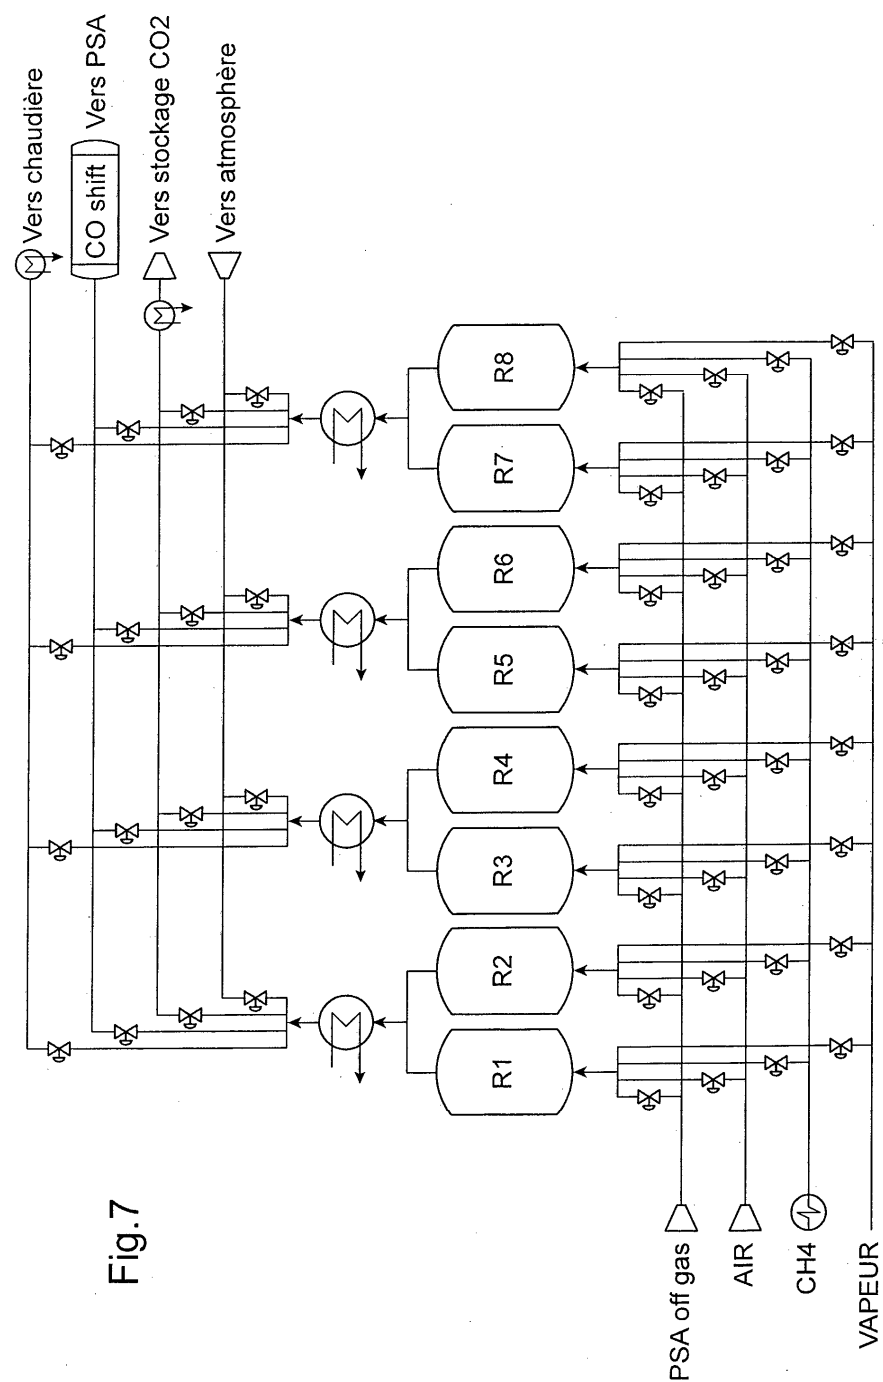 Vers chaudière
CO shift
Vers PSA
Vers stockage CO2
Vers atmosphère
R1
R2
R3
R4
R5
R6
R7
R8
PSA off gas
AIR
CH4
VAPEUR
Fig.7